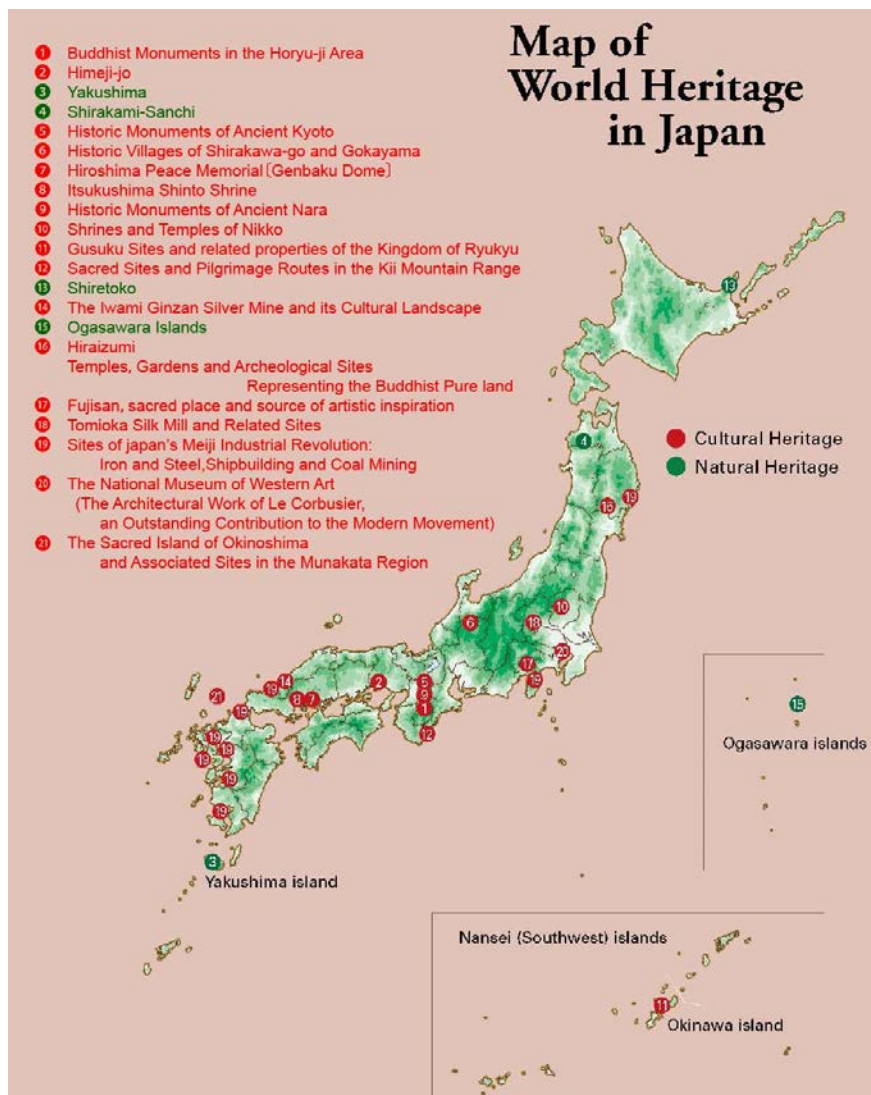 Map of
World Heritage
in Japan
1 Buddhist Monuments in the Horyu-ji Area
2 Himeji-jo
3 Yakushima
4 Shirakami-Sanchi
5 Historic Monuments of Ancient Kyoto
6 Historic Villages of Shirakawa-go and Gokayama
7 Hiroshima Peace Memorial〔Genbaku Dome〕
8 Itsukushima Shinto Shrine
9 Historic Monuments of Ancient Nara
10 Shrines and Temples of Nikko
11 Gusuku Sites and related properties of the Kingdom of Ryukyu
12 Sacred Sites and Pilgrimage Routes in the Kii Mountain Range
13 Shiretoko
14 The Iwami Ginzan Silver Mine and its Cultural Landscape
15 Ogasawara Islands
16 Hiraizumi
Temples, Gardens and Archeological Sites
Representing the Buddhist Pure land
17 Fujisan, sacred place and source of artistic inspiration
18 Tomioka Silk Mill and Related Sites
19 Sites of japan's Meiji Industrial Revolution:
Iron and Steel,Shipbuilding and Coal Mining
20 The National Museum of Western Art
(The Architectural Work of Le Corbusier,
an Outstanding Contribution to the Modern Movement)
21 The Sacred Island of Okinoshima
and Associated Sites in the Munakata Region
Cultural Heritage
Natural Heritage
13
4
19
16
10
6
18
20
17
19
5
2
14
19
9
8
7
21
1
19
12
19
19
19
19
19
3
Yakushima island
15
Ogasawara islands
Nansei (Southwest) islands
11
Okinawa island